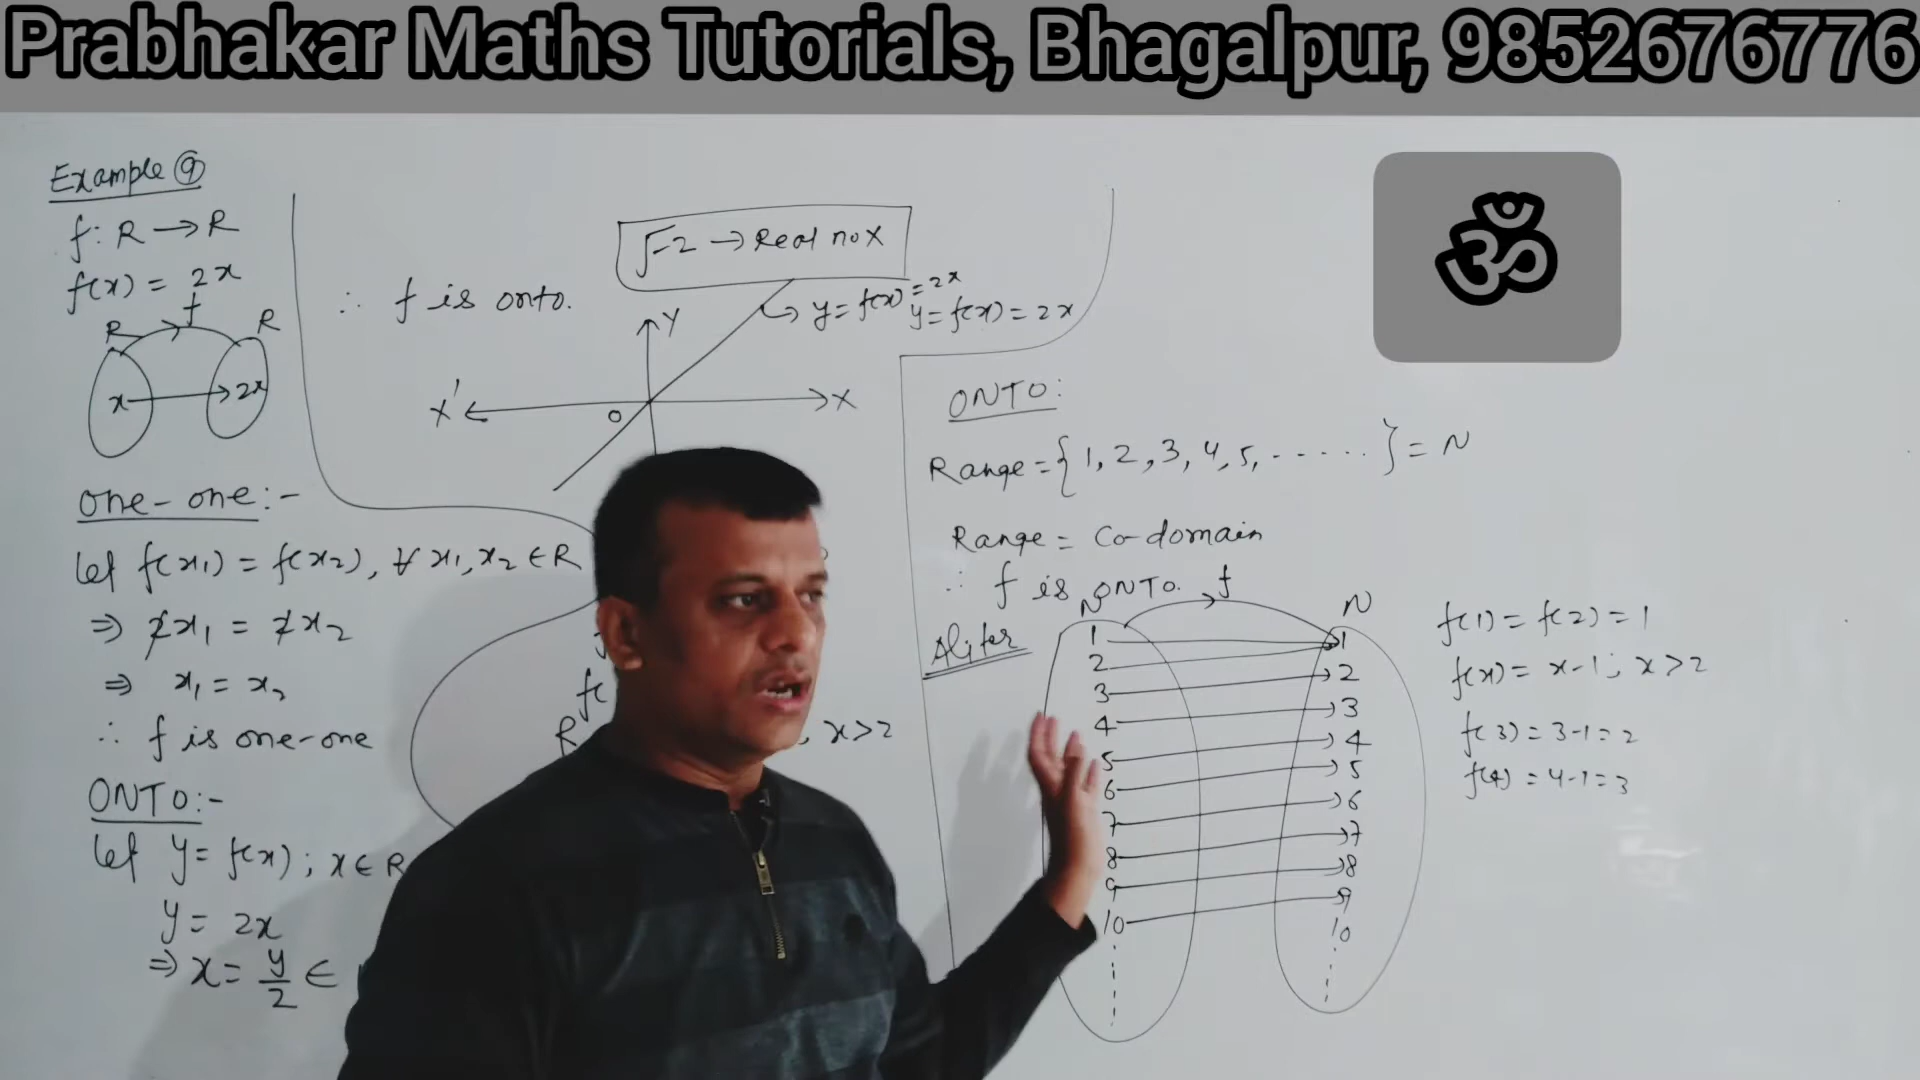 Prabhakar Maths Tutorials, Bhagalpur, 9852676776
ॐ
Example 9
f: R → R
f(x) = 2x
f
R R
x → 2x
one-one:-
let f(x₁) = f(x₂), ∀ x₁, x₂ ∈ R
⇒ 2x₁ = 2x₂
⇒ x₁ = x₂
∴ f is one-one
ONTO:-
let y = f(x) ; x ∈ R
y = 2x
⇒ x = y/2 ∈
√-2 → Real no X
∴ f is onto.
y = f(x) = 2x
y = f(x) = 2x
Y
X' X
O
, x>2
ONTO:
Range = { 1, 2, 3, 4, 5, ...... } = N
Range = Co-domain
∴ f is ONTO.
Aliter
N f N
1 1
2 2
3 3
4 4
5 5
6 6
7 7
8 8
9 9
10 10
f(1) = f(2) = 1
f(x) = x-1 ; x>2
f(3) = 3-1 = 2
f(4) = 4-1 = 3